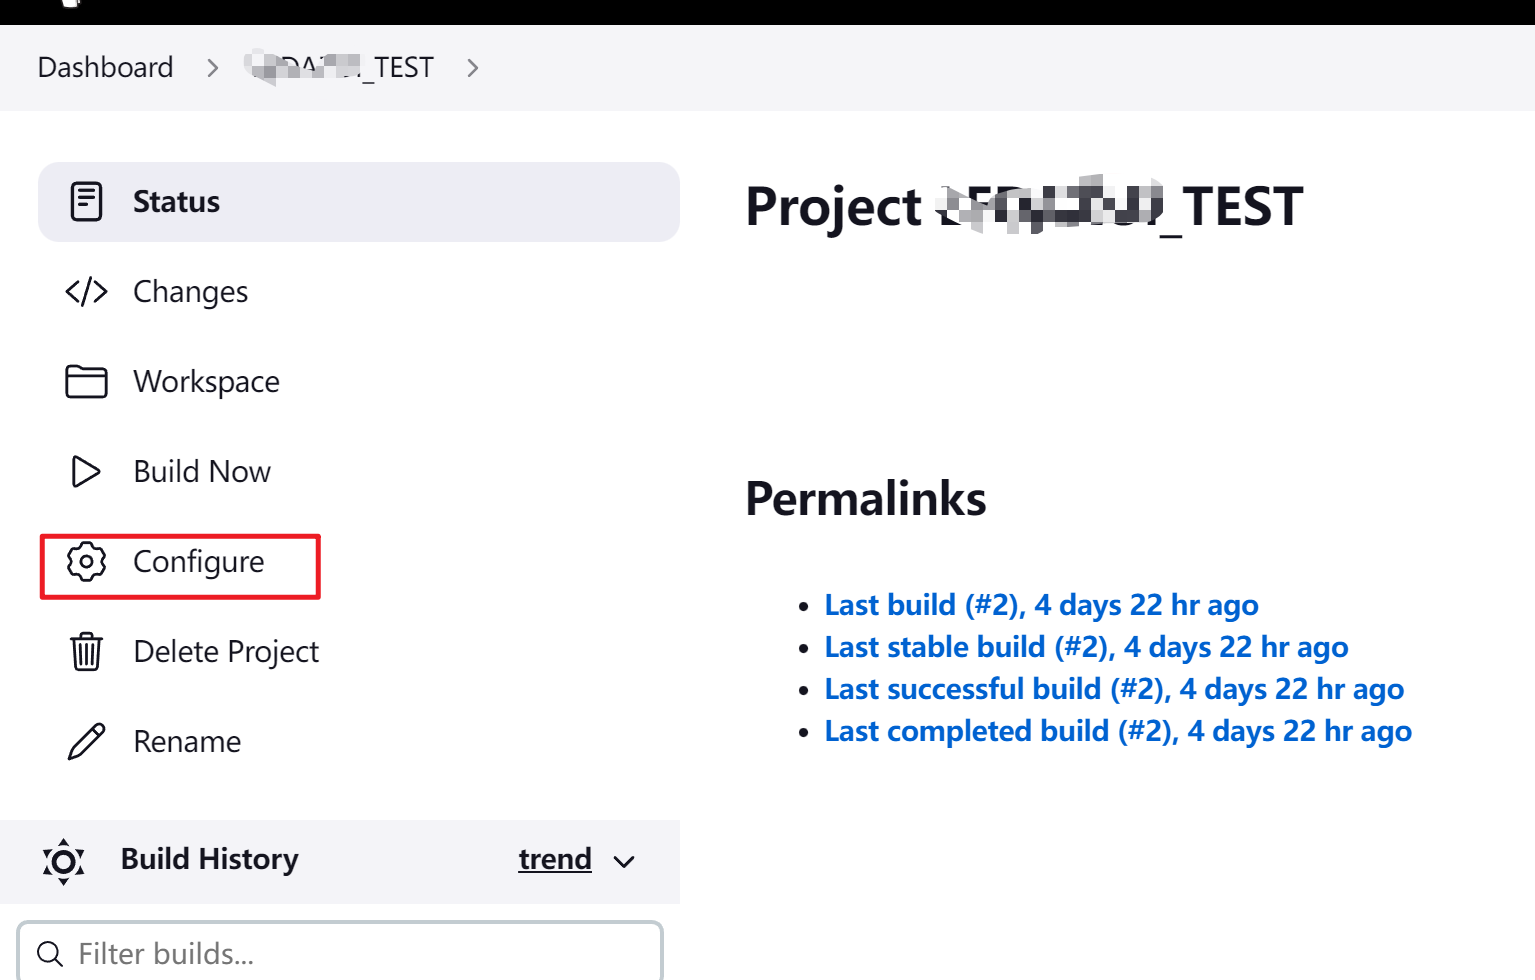 Dashboard
_TEST
Status
Changes
Workspace
Build Now
Configure
Delete Project
Rename
Build History
trend
Filter builds...
Project _TEST
Permalinks
Last build (#2), 4 days 22 hr ago
Last stable build (#2), 4 days 22 hr ago
Last successful build (#2), 4 days 22 hr ago
Last completed build (#2), 4 days 22 hr ago